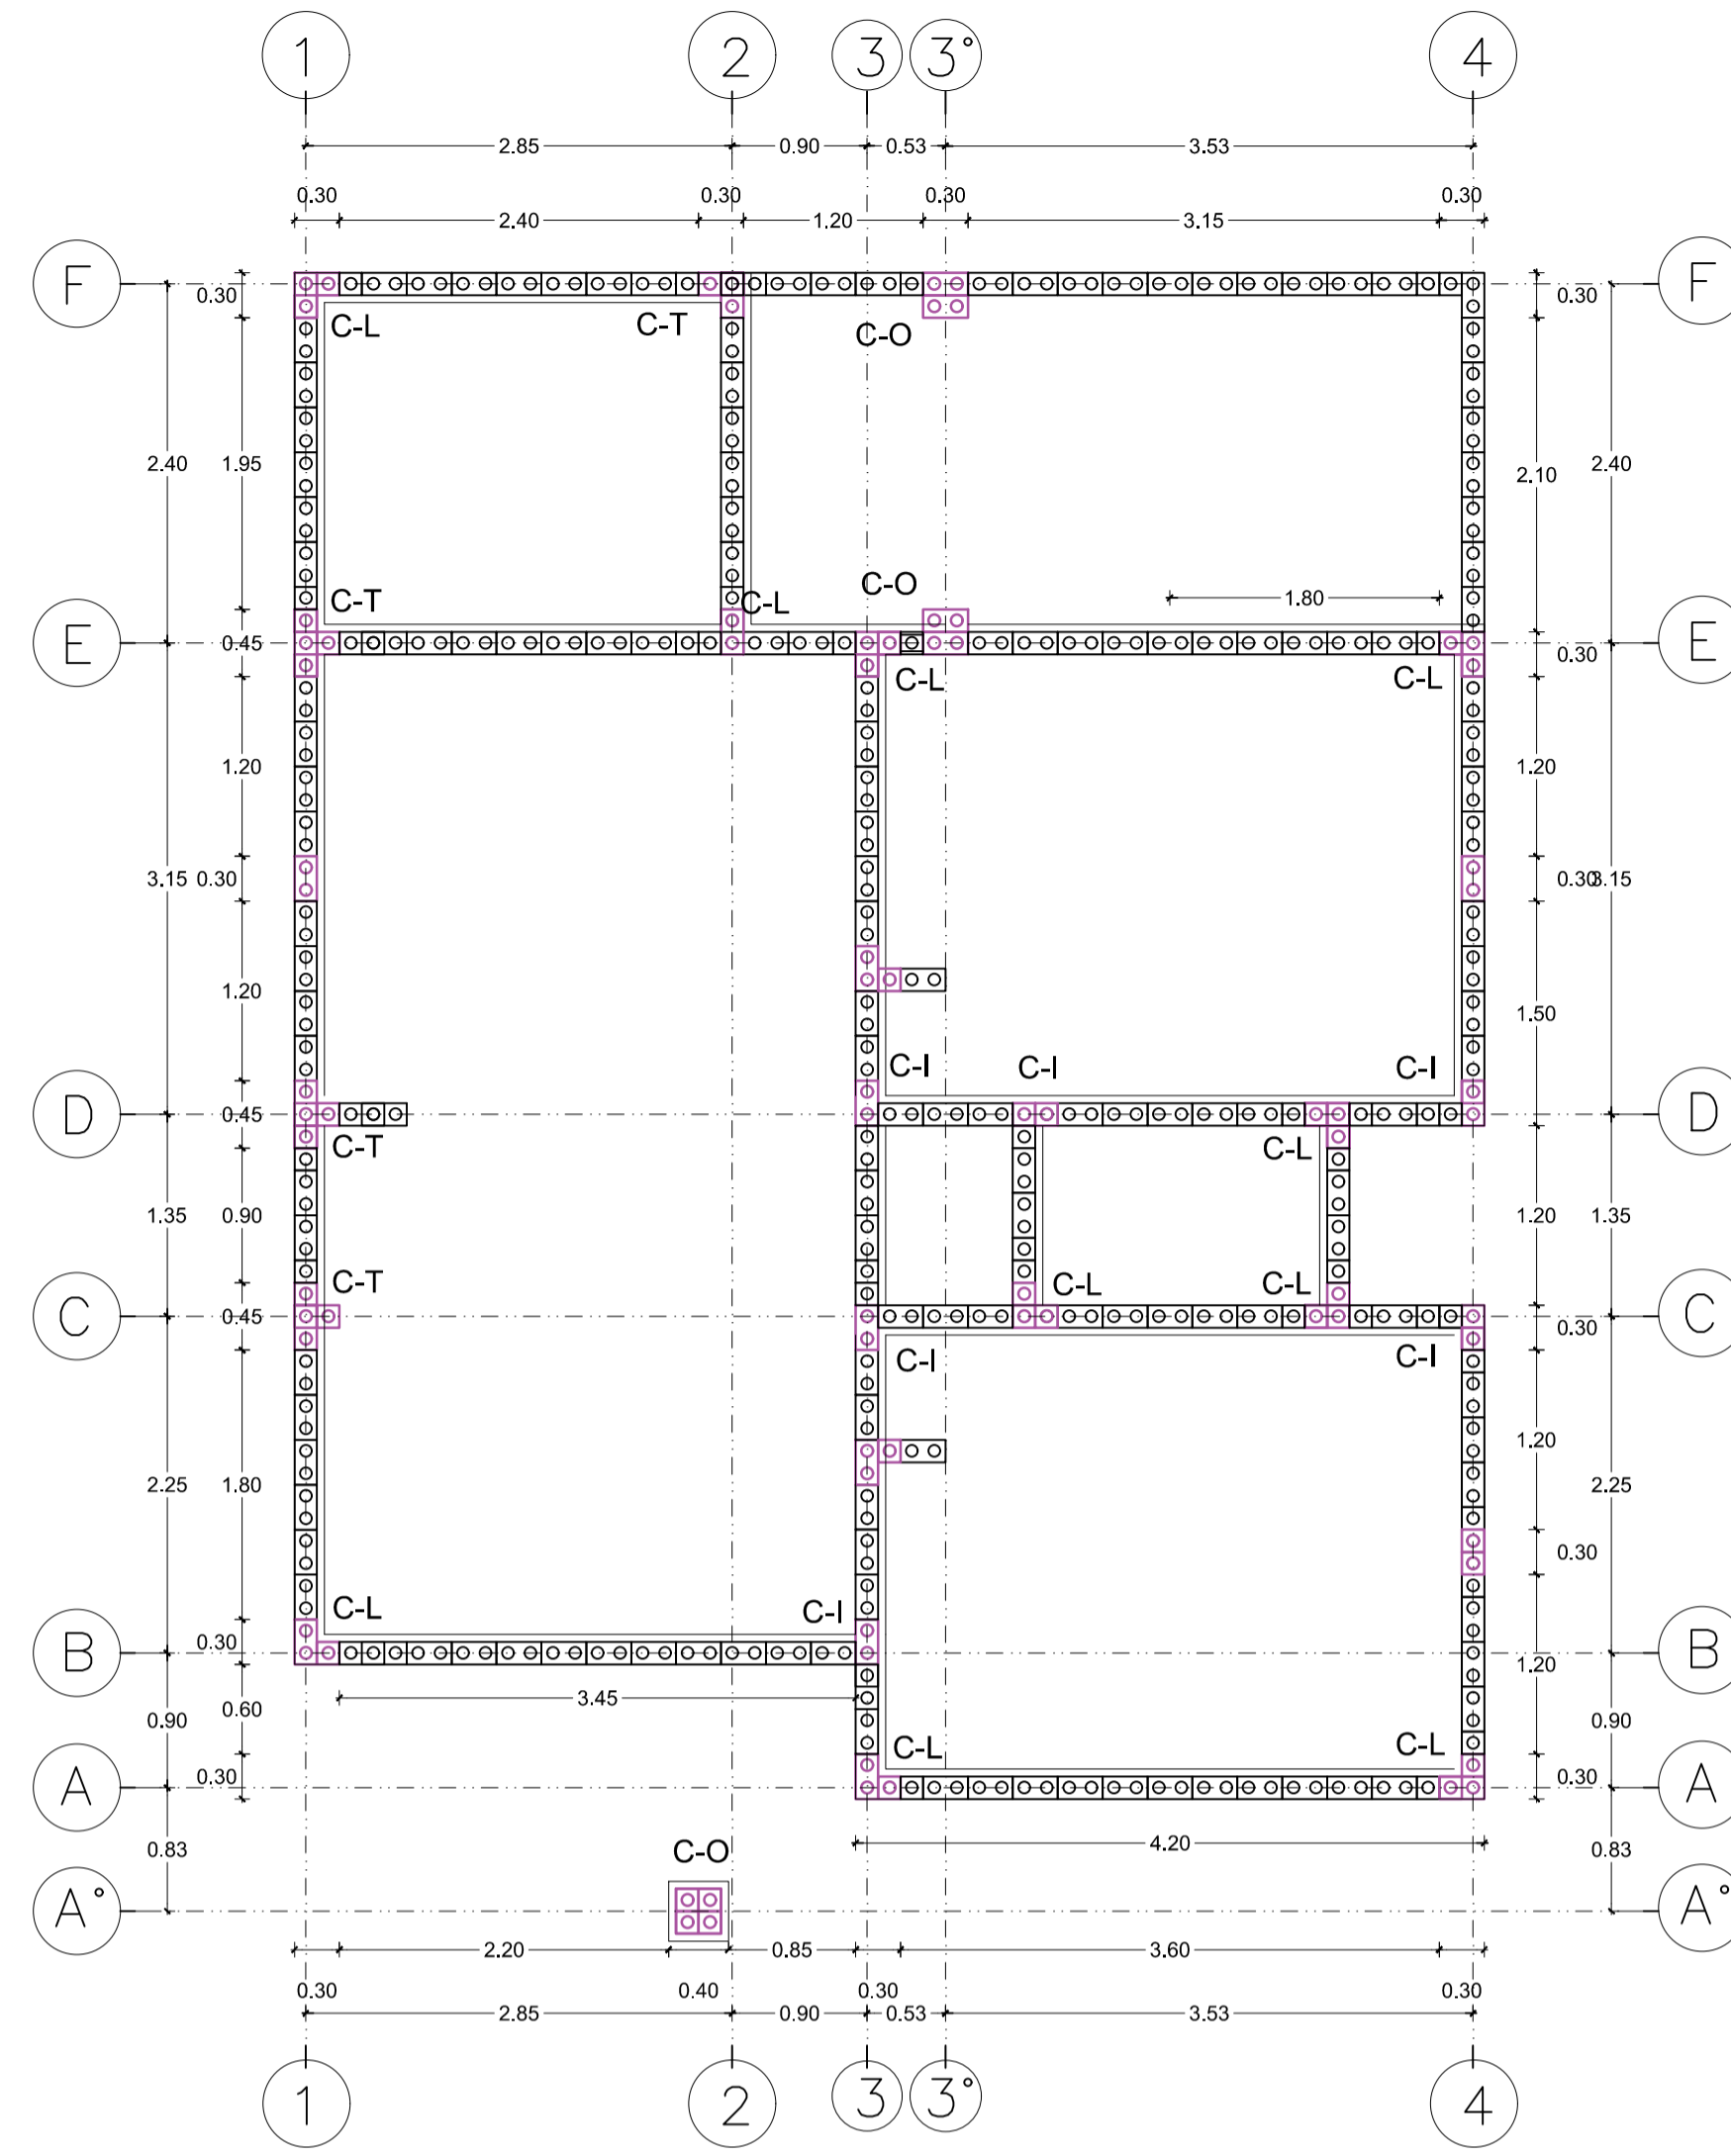 1 2 3 3° 4
2.85 0.90 0.53 3.53
0.30 0.30 0.30 0.30
2.40 1.20 3.15
F F
0.30 0.30
C-L C-T C-O
2.40 1.95 2.10 2.40
C-T C-L C-O 1.80
E 0.45 0.30 E
C-L C-L
1.20 1.20
3.15 0.30 0.30 3.15
1.20 1.50
C-I C-I C-I
D 0.45 D
C-T C-L
1.35 0.90 1.20 1.35
C-T C-L C-L
C 0.45 0.30 C
C-I C-I
1.20
2.25 1.80 2.25
0.30
C-L C-I
B 0.30 B
1.20
3.45
0.90 0.60 0.90
C-L C-L
A 0.30 0.30 A
0.83 4.20 0.83
C-O
A° A°
2.20 0.85 3.60
0.30 0.40 0.30 0.30
2.85 0.90 0.53 3.53
1 2 3 3° 4